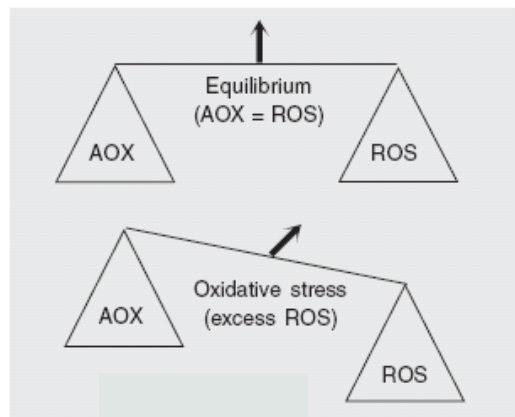 Equilibrium
(AOX = ROS)
AOX
ROS
Oxidative stress
(excess ROS)
AOX
ROS